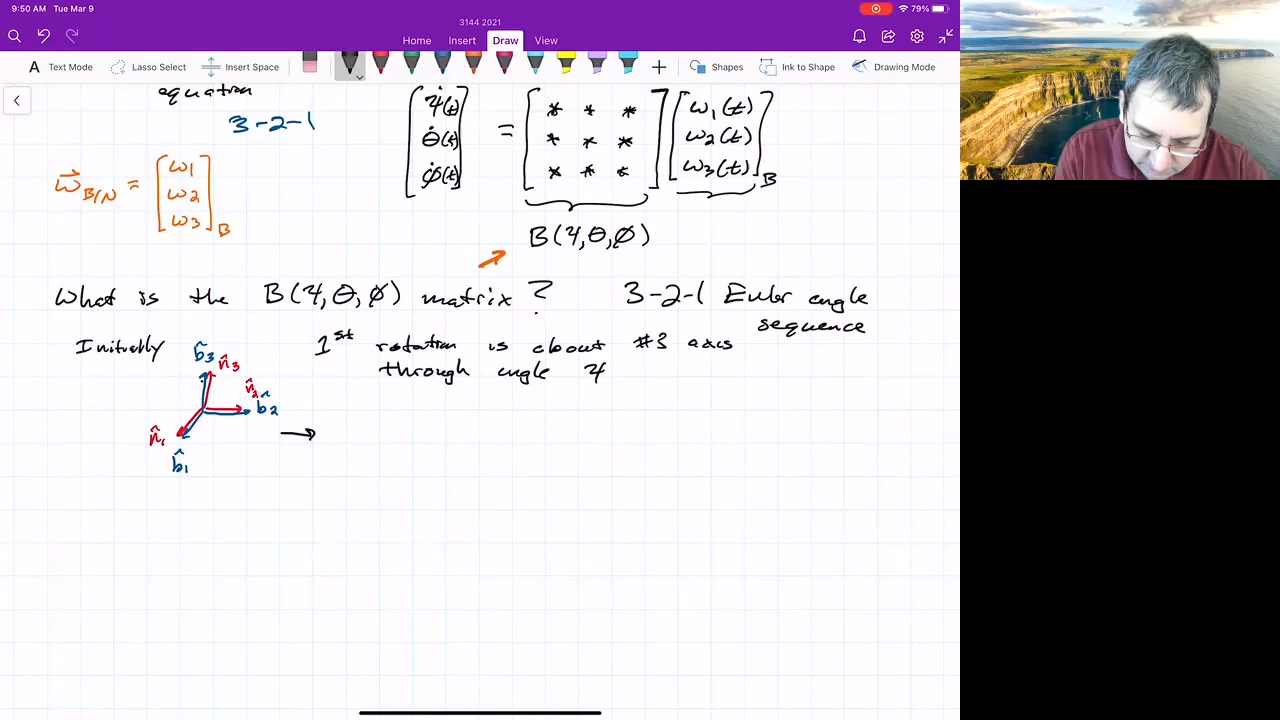 9:50 AM Tue Mar 9
79%
3144 2021
Home Insert Draw View
Text Mode Lasso Select Insert Space Shapes Ink to Shape Drawing Mode
equation
3-2-1
ω⃗ B/N = [ω1 ω2 ω3] B
[ψ̇(t) θ̇(t) φ̇(t)] = [* * * * * * * * *] [ω1(t) ω2(t) ω3(t)] B
B(ψ,θ,φ)
What is the B(ψ,θ,φ) matrix ? 3-2-1 Euler angle
sequence
Initially 1st rotation is about #3 axis
through angle ψ
b̂3 n̂3
n̂2 b̂2
n̂1
b̂1